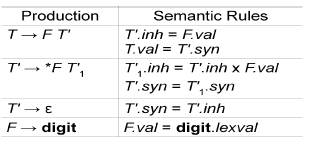 Production Semantic Rules
T → F T' T'.inh = F.val
T.val = T'.syn
T' → *F T'₁ T'₁.inh = T'.inh x F.val
T'.syn = T'₁.syn
T' → ε T'.syn = T'.inh
F → digit F.val = digit.lexval